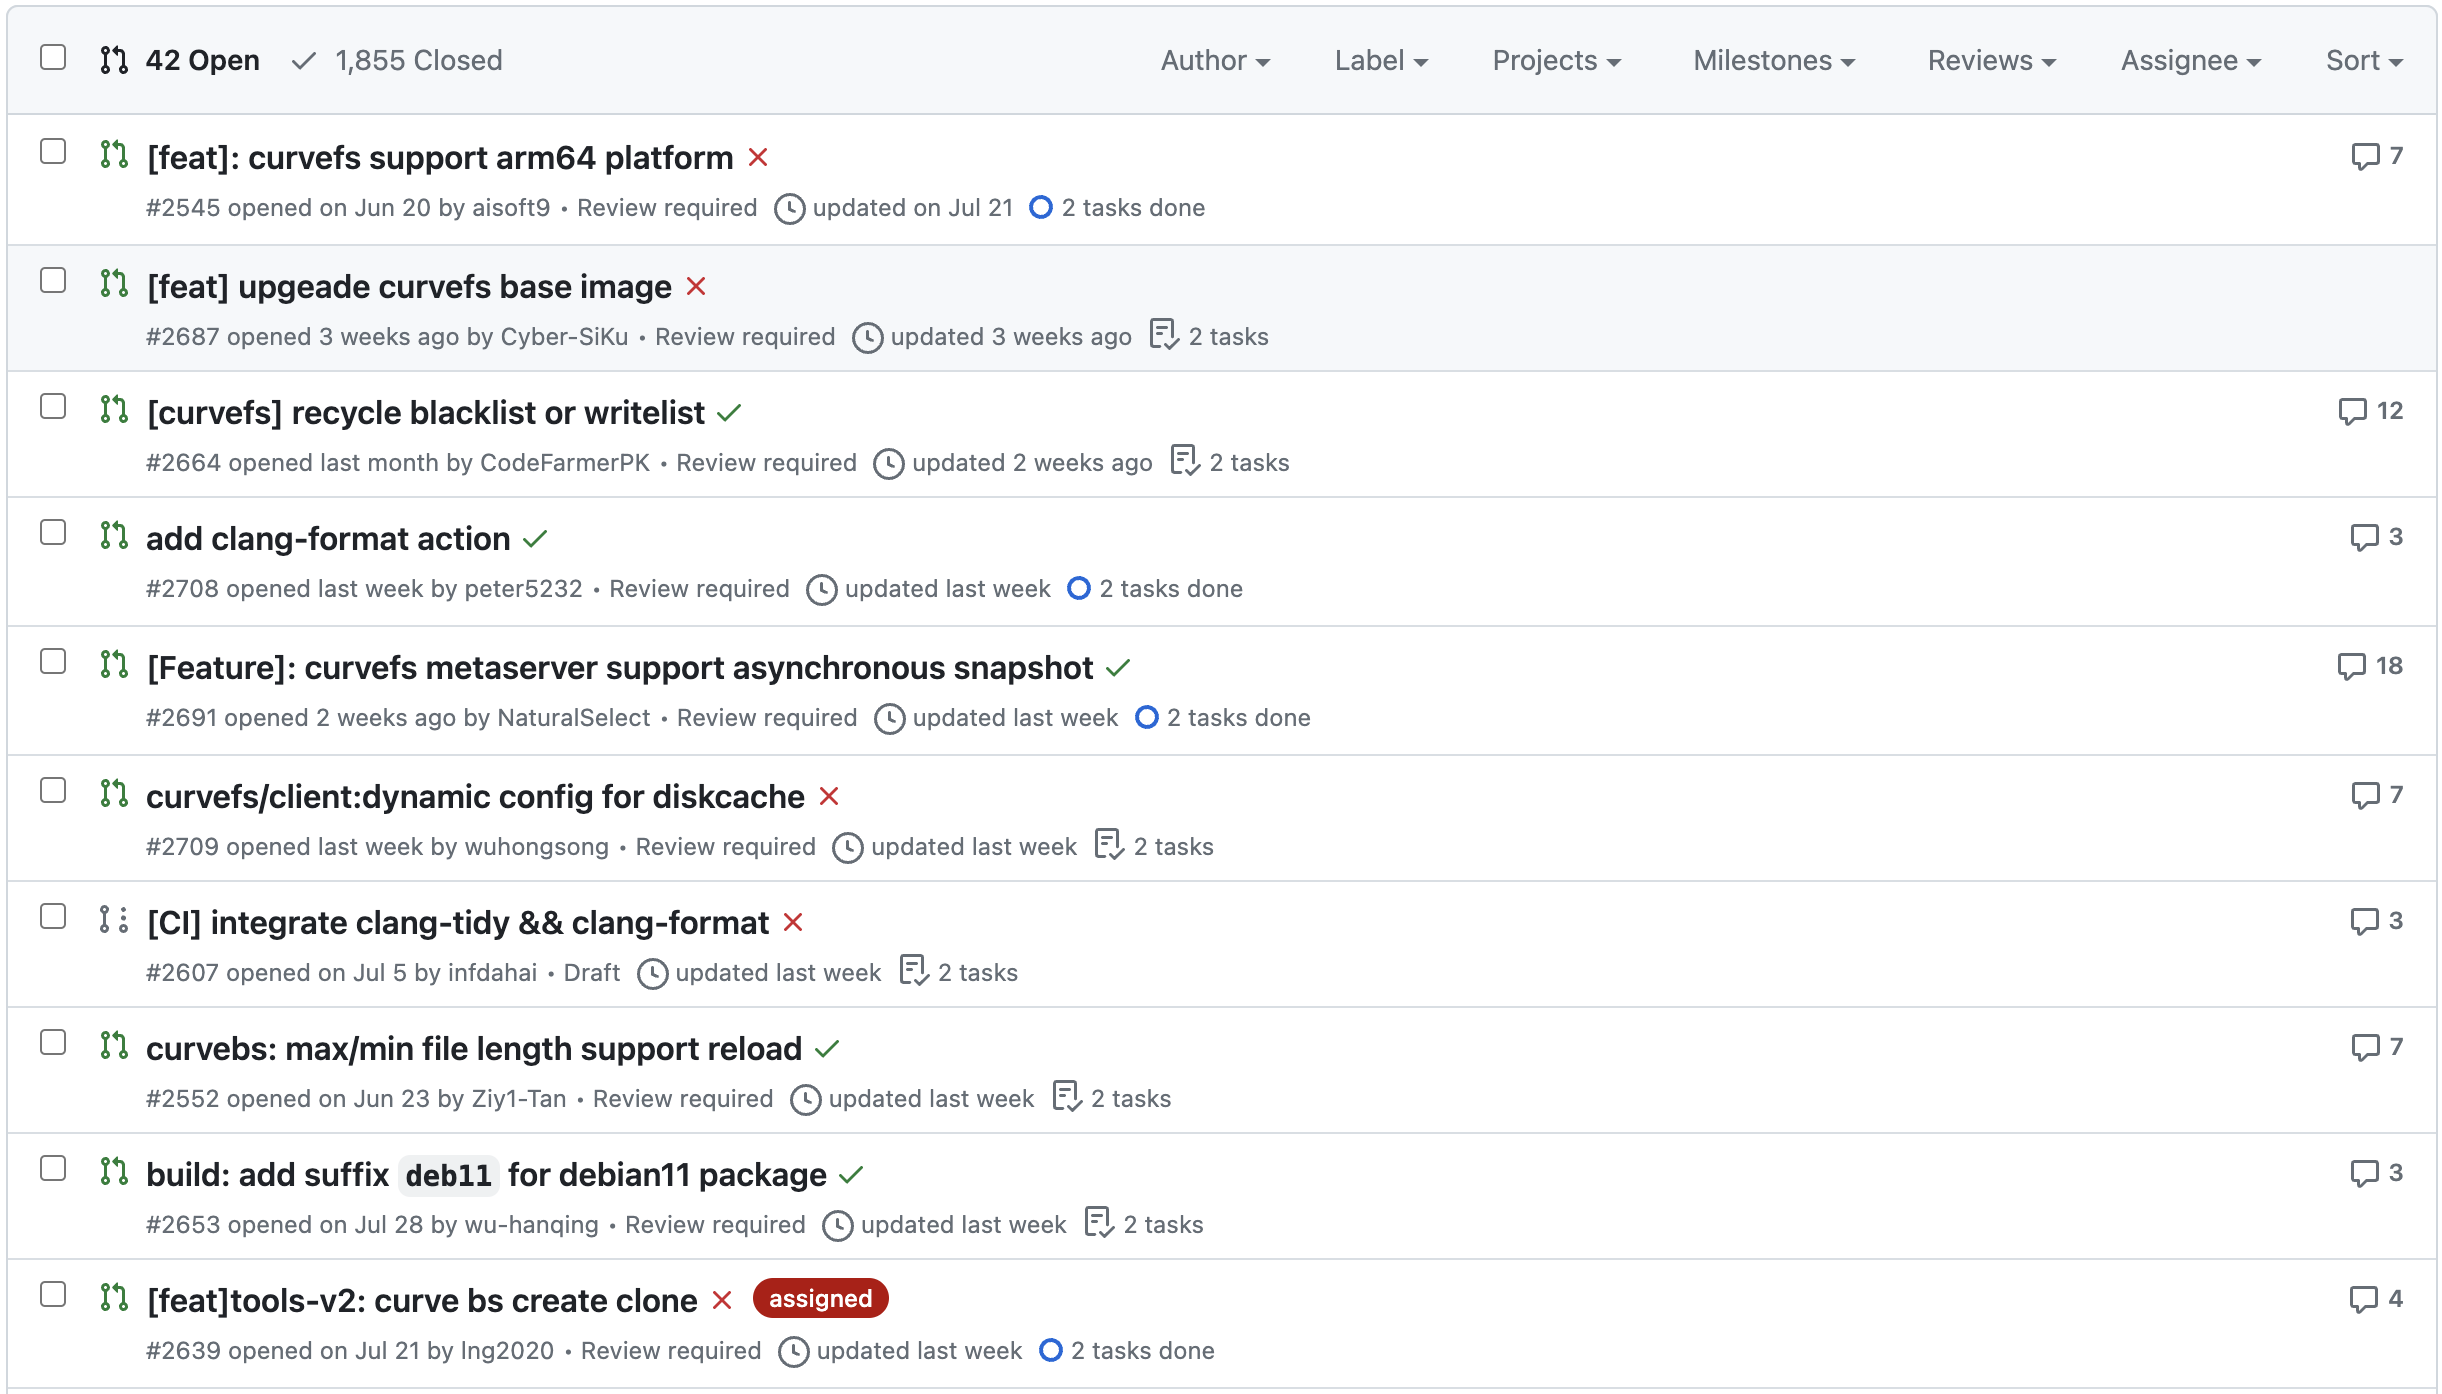 42 Open 1,855 Closed Author Label Projects Milestones Reviews Assignee Sort
[feat]: curvefs support arm64 platform 7
#2545 opened on Jun 20 by aisoft9 • Review required updated on Jul 21 2 tasks done
[feat] upgeade curvefs base image
#2687 opened 3 weeks ago by Cyber-SiKu • Review required updated 3 weeks ago 2 tasks
[curvefs] recycle blacklist or writelist 12
#2664 opened last month by CodeFarmerPK • Review required updated 2 weeks ago 2 tasks
add clang-format action 3
#2708 opened last week by peter5232 • Review required updated last week 2 tasks done
[Feature]: curvefs metaserver support asynchronous snapshot 18
#2691 opened 2 weeks ago by NaturalSelect • Review required updated last week 2 tasks done
curvefs/client:dynamic config for diskcache 7
#2709 opened last week by wuhongsong • Review required updated last week 2 tasks
[CI] integrate clang-tidy && clang-format 3
#2607 opened on Jul 5 by infdahai • Draft updated last week 2 tasks
curvebs: max/min file length support reload 7
#2552 opened on Jun 23 by Ziy1-Tan • Review required updated last week 2 tasks
build: add suffix deb11 for debian11 package 3
#2653 opened on Jul 28 by wu-hanqing • Review required updated last week 2 tasks
[feat]tools-v2: curve bs create clone assigned 4
#2639 opened on Jul 21 by lng2020 • Review required updated last week 2 tasks done